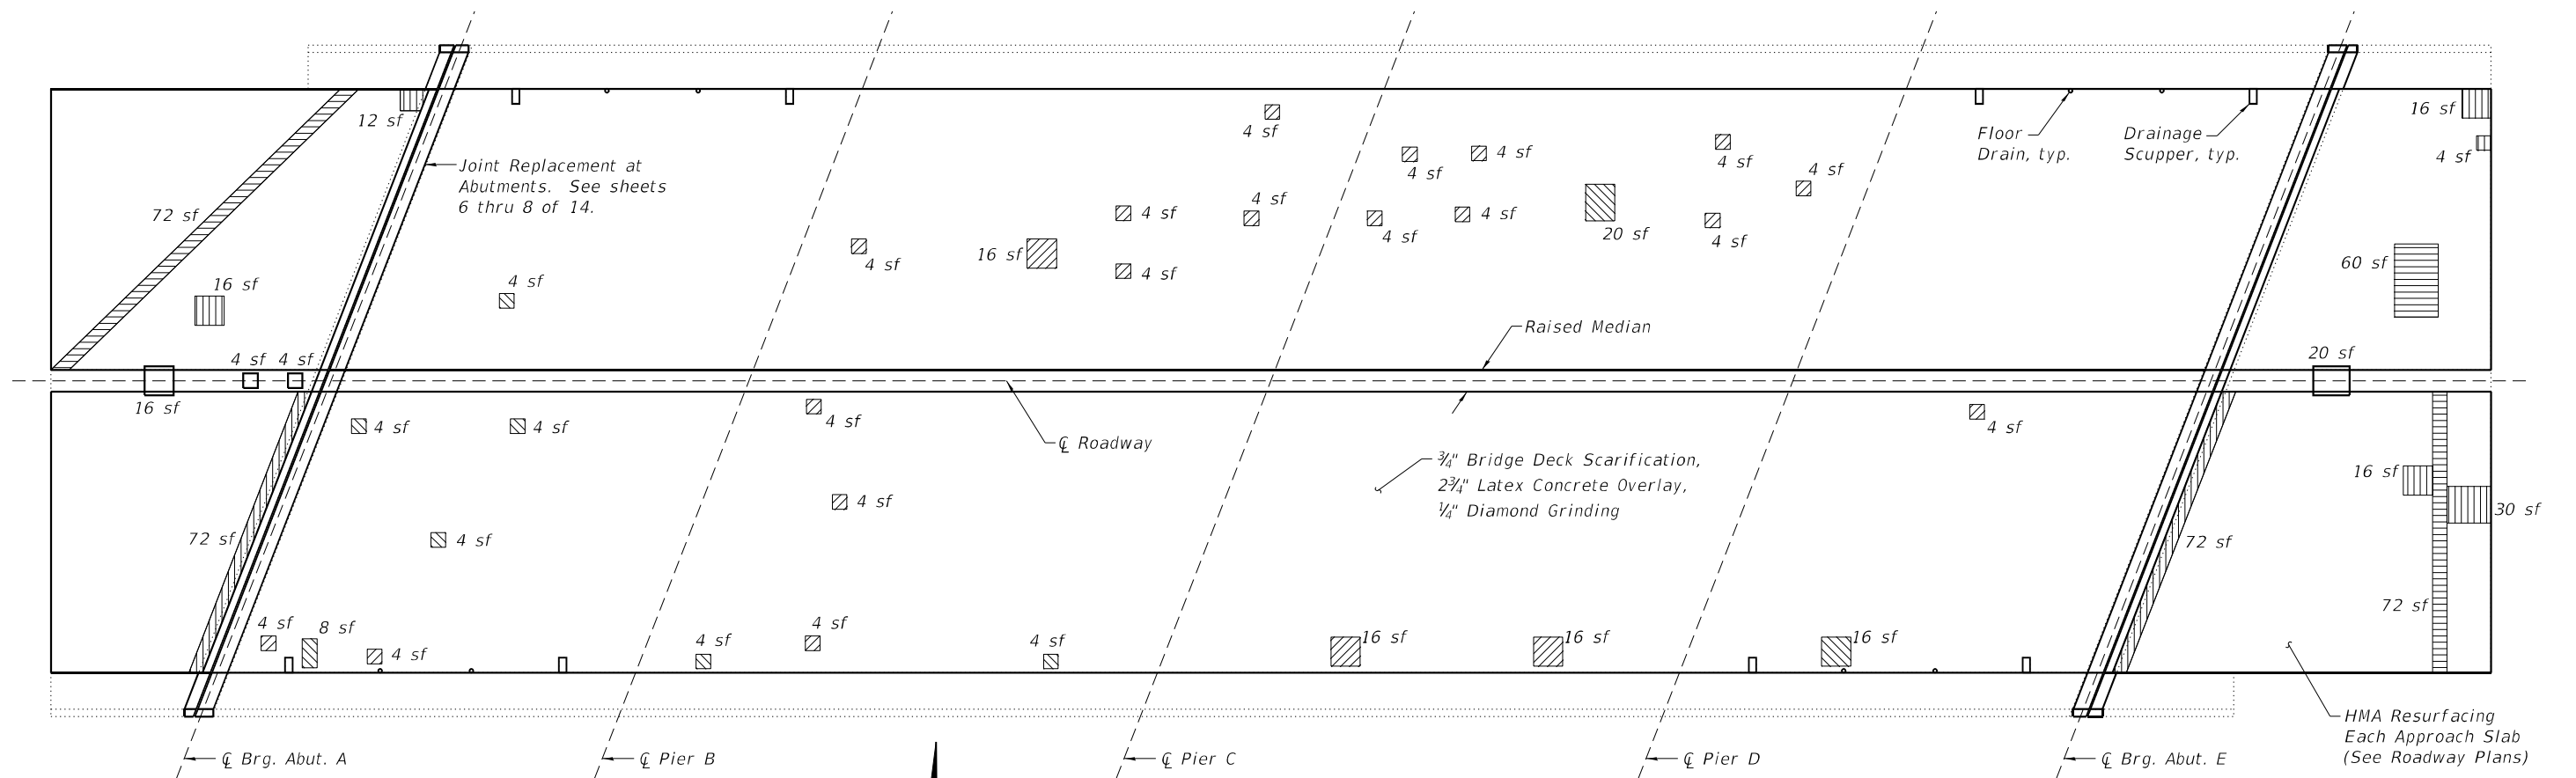 12 sf
Joint Replacement at
Abutments. See sheets
6 thru 8 of 14.
72 sf
16 sf
4 sf
4 sf
4 sf
16 sf
4 sf
16 sf
4 sf
4 sf
4 sf
4 sf
4 sf
4 sf
4 sf
4 sf
20 sf
4 sf
4 sf
4 sf
Floor
Drain, typ.
Drainage
Scupper, typ.
16 sf
4 sf
60 sf
20 sf
Raised Median
℄ Roadway
¾" Bridge Deck Scarification,
2¾" Latex Concrete Overlay,
¼" Diamond Grinding
4 sf
4 sf
4 sf
4 sf
4 sf
4 sf
16 sf
30 sf
72 sf
72 sf
72 sf
4 sf
8 sf
4 sf
4 sf
4 sf
4 sf
16 sf
16 sf
16 sf
HMA Resurfacing
Each Approach Slab
(See Roadway Plans)
℄ Brg. Abut. A
℄ Pier B
℄ Pier C
℄ Pier D
℄ Brg. Abut. E